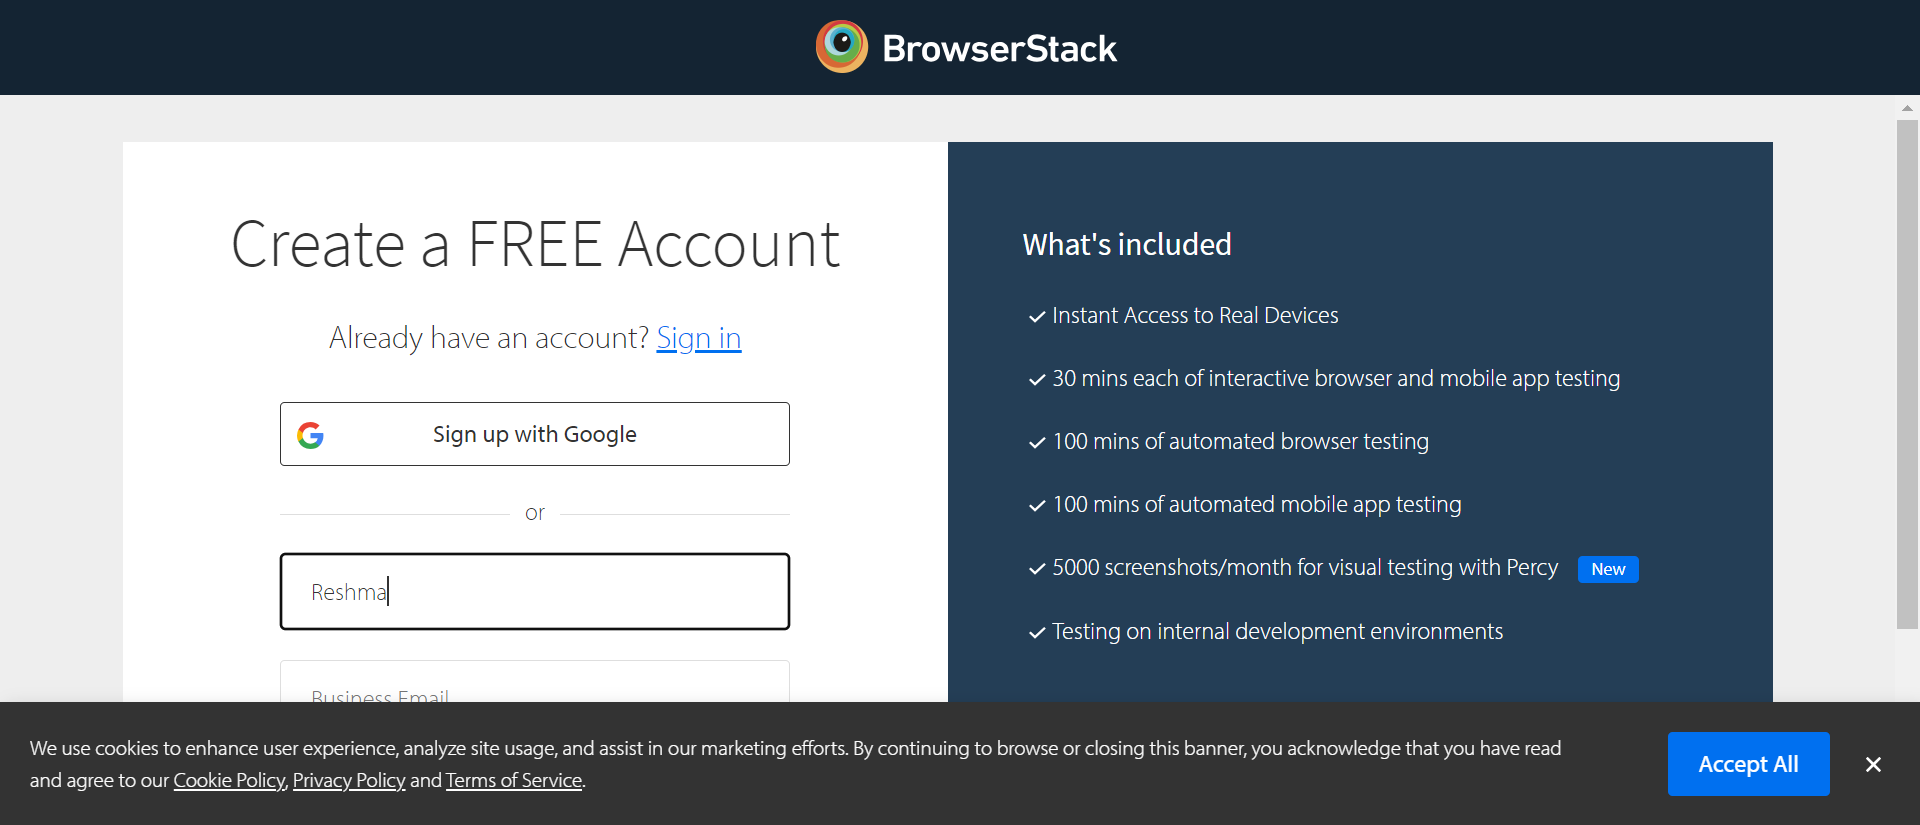 BrowserStack
Create a FREE Account
Already have an account? Sign in
Sign up with Google
or
Reshma
Business Email
What's included
Instant Access to Real Devices
30 mins each of interactive browser and mobile app testing
100 mins of automated browser testing
100 mins of automated mobile app testing
5000 screenshots/month for visual testing with Percy New
Testing on internal development environments
We use cookies to enhance user experience, analyze site usage, and assist in our marketing efforts. By continuing to browse or closing this banner, you acknowledge that you have read
and agree to our Cookie Policy, Privacy Policy and Terms of Service.
Accept All